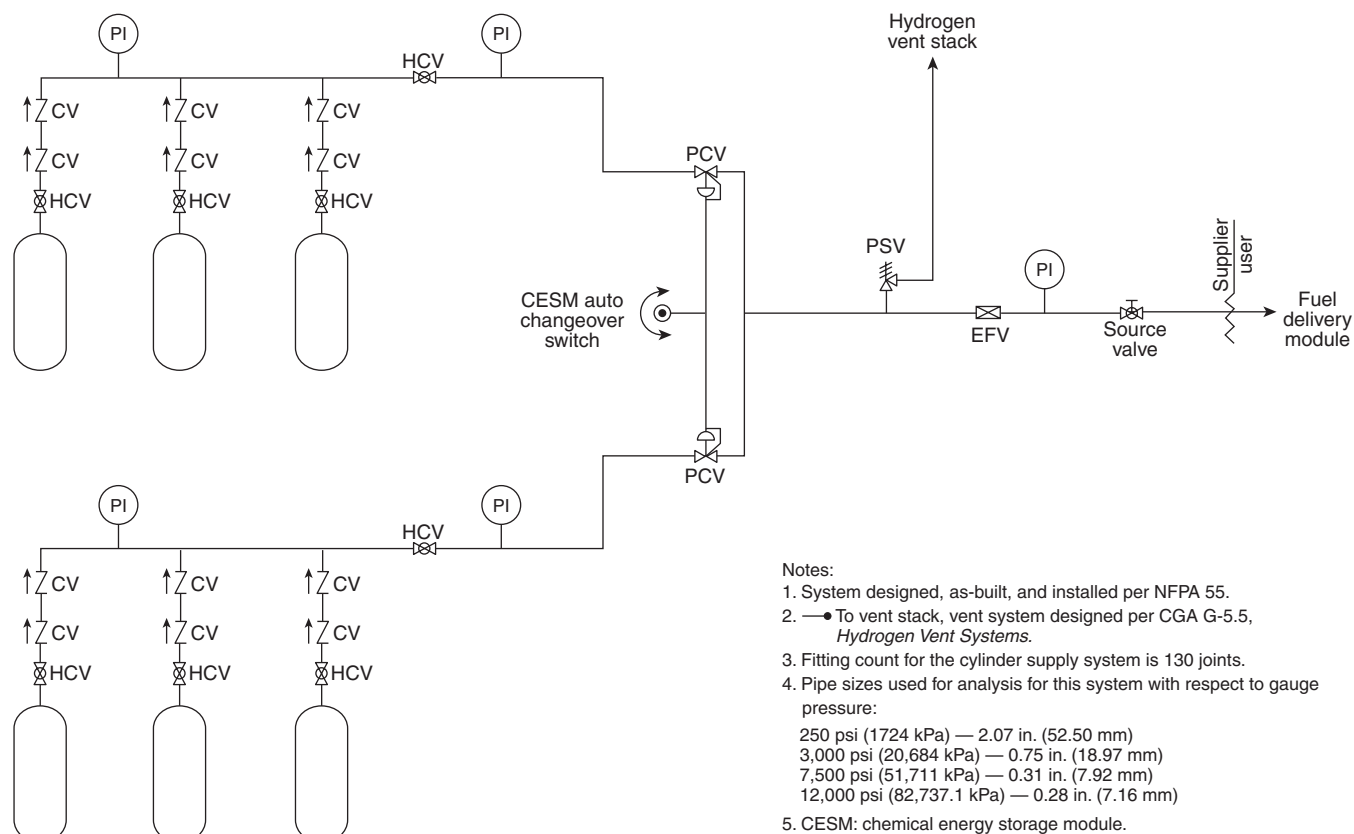 Hydrogen
vent stack
PI
HCV
PI
CV
CV
CV
CV
CV
CV
HCV
HCV
HCV
PCV
PSV
PI
Supplier
user
CESM auto
changeover
switch
EFV
Source
valve
Fuel
delivery
module
PCV
PI
HCV
PI
CV
CV
CV
CV
CV
CV
HCV
HCV
HCV
Notes:
1. System designed, as-built, and installed per NFPA 55.
2. To vent stack, vent system designed per CGA G-5.5,
Hydrogen Vent Systems.
3. Fitting count for the cylinder supply system is 130 joints.
4. Pipe sizes used for analysis for this system with respect to gauge
pressure:
250 psi (1724 kPa) — 2.07 in. (52.50 mm)
3,000 psi (20,684 kPa) — 0.75 in. (18.97 mm)
7,500 psi (51,711 kPa) — 0.31 in. (7.92 mm)
12,000 psi (82,737.1 kPa) — 0.28 in. (7.16 mm)
5. CESM: chemical energy storage module.